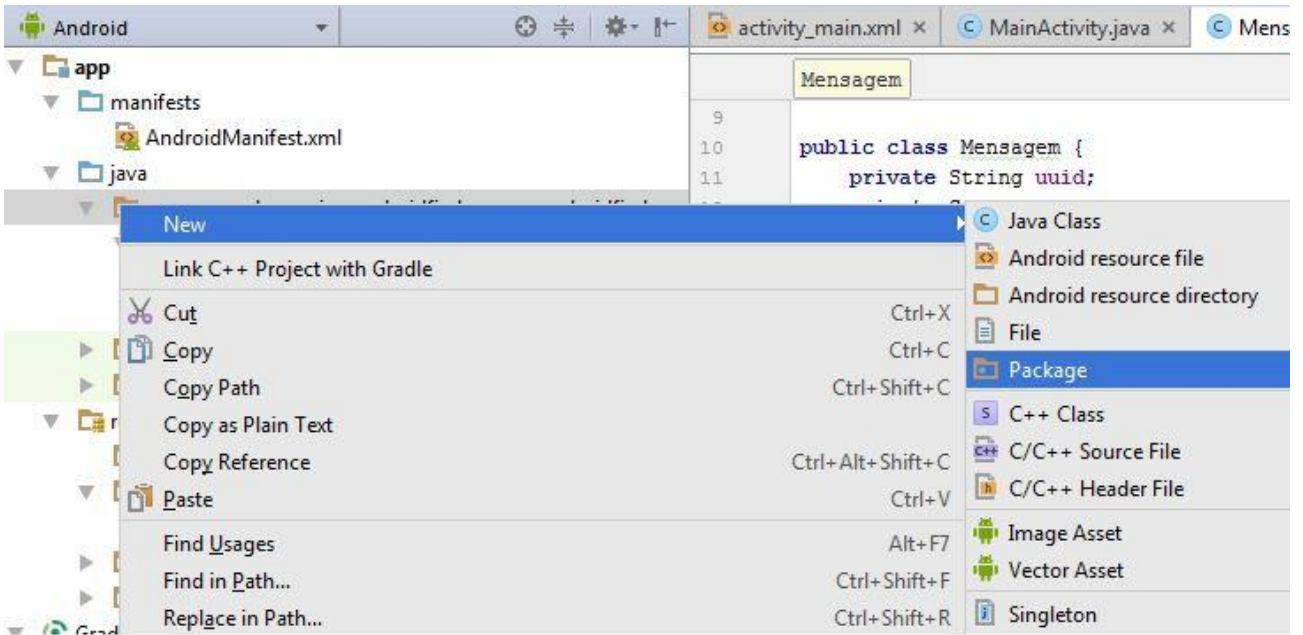 Android
activity_main.xml
MainActivity.java
Mens
app
Mensagem
manifests
9
AndroidManifest.xml
10 public class Mensagem {
java
11 private String uuid;
New
Link C++ Project with Gradle
Cut Ctrl+X
Copy Ctrl+C
Copy Path Ctrl+Shift+C
Copy as Plain Text
Copy Reference Ctrl+Alt+Shift+C
Paste Ctrl+V
Find Usages Alt+F7
Find in Path... Ctrl+Shift+F
Replace in Path... Ctrl+Shift+R
Java Class
Android resource file
Android resource directory
File
Package
C++ Class
C/C++ Source File
C/C++ Header File
Image Asset
Vector Asset
Singleton